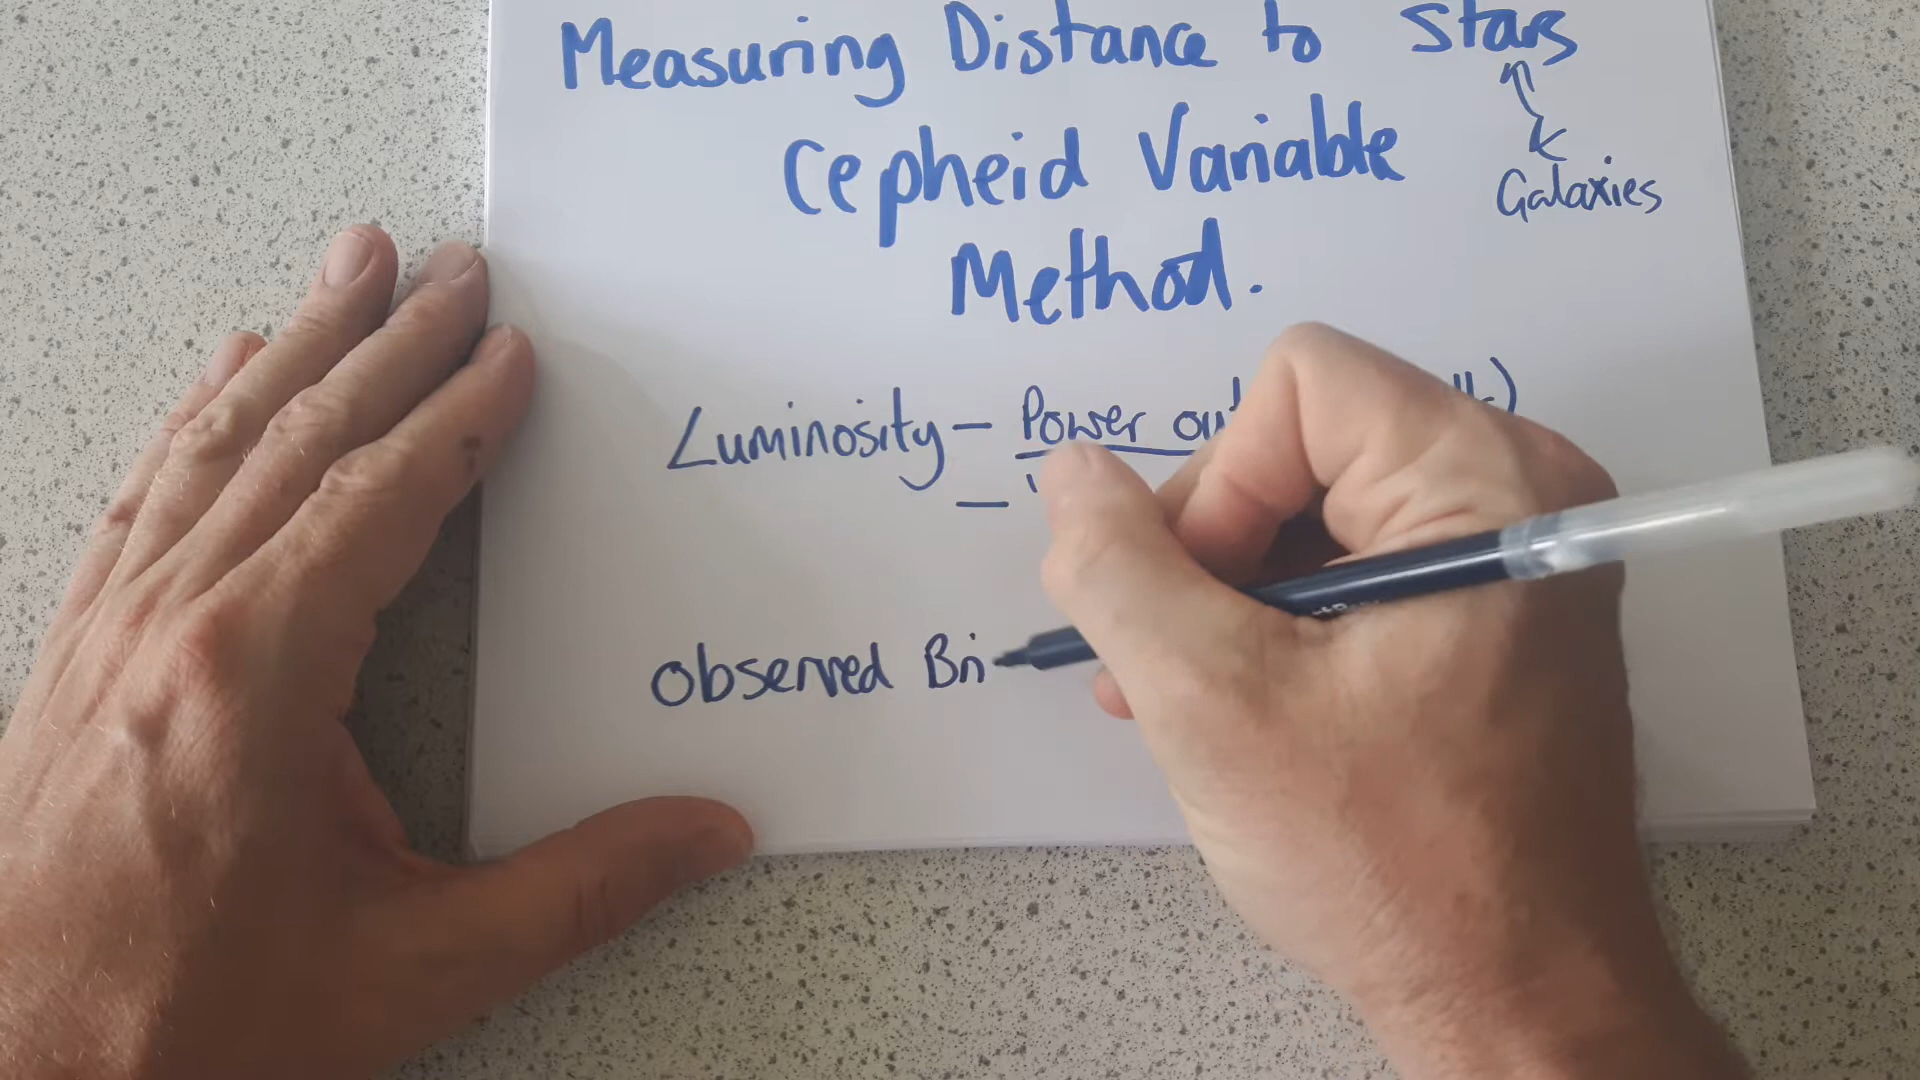 Measuring Distance to Stars
Galaxies
Cepheid Variable
Method.
Luminosity — Power
—
Observed Bri